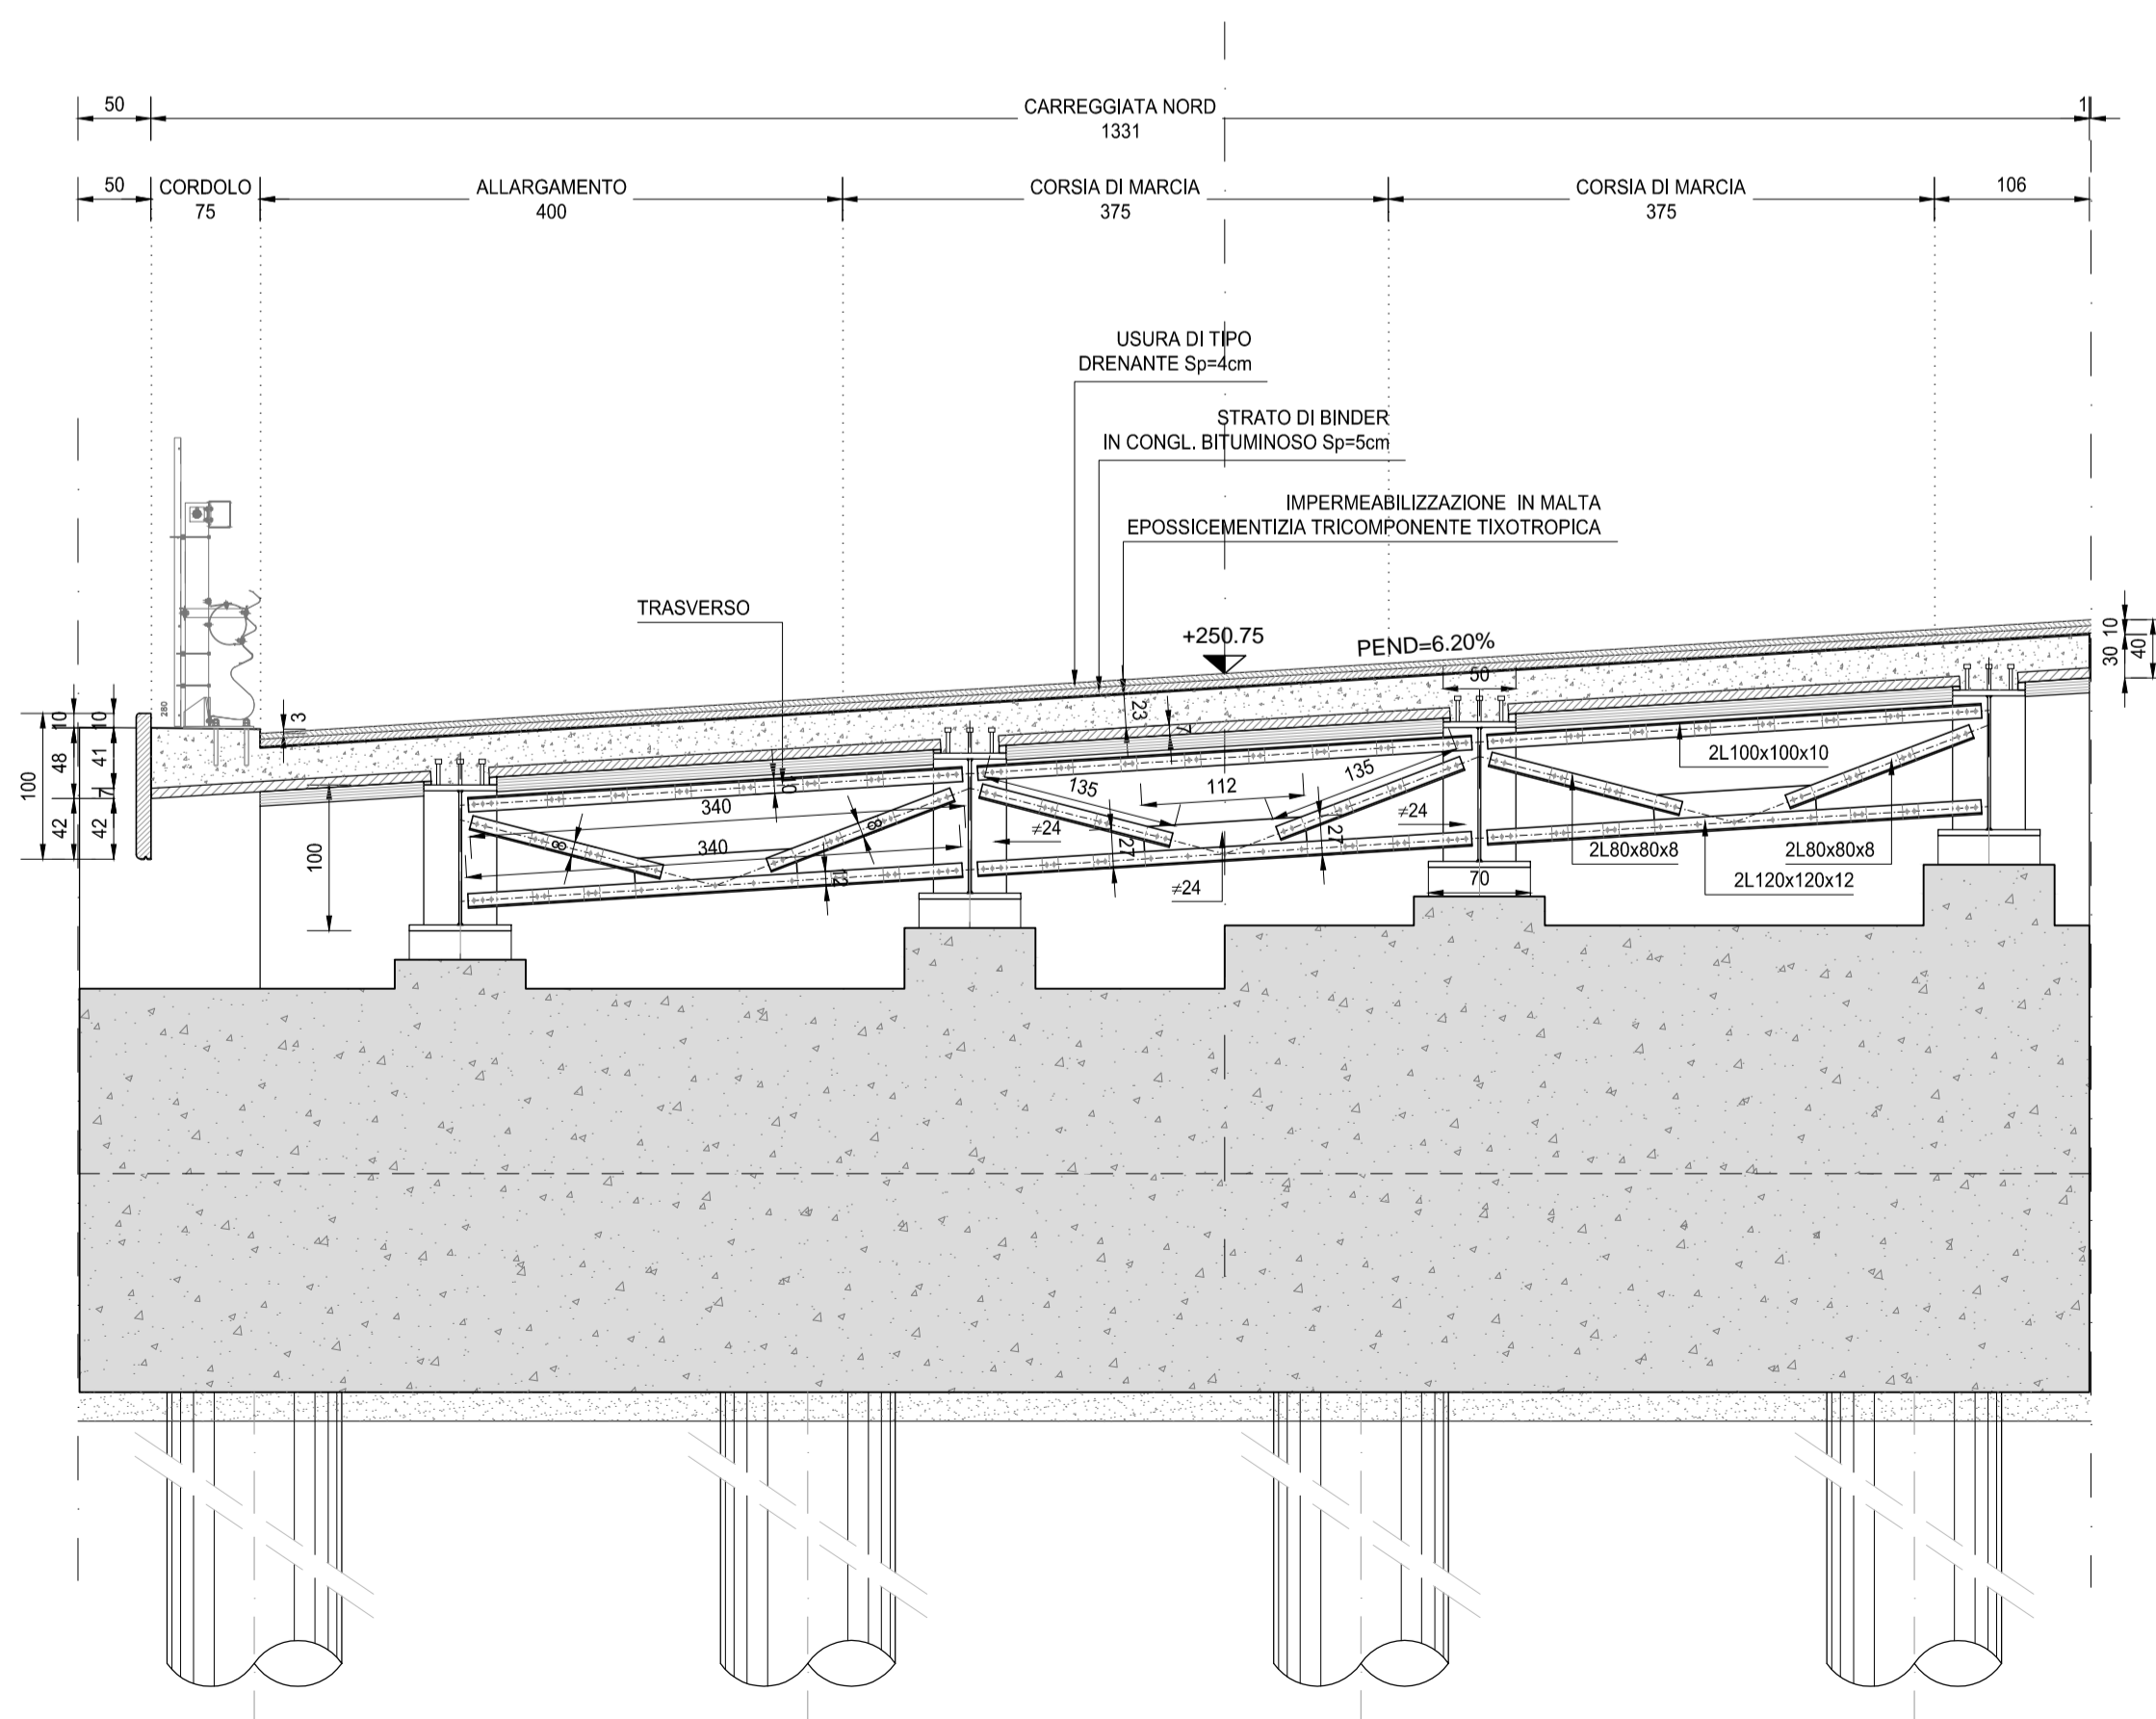 50
CARREGGIATA NORD
1331
1
50
CORDOLO
75
ALLARGAMENTO
400
CORSIA DI MARCIA
375
CORSIA DI MARCIA
375
106
USURA DI TIPO
DRENANTE Sp=4cm
STRATO DI BINDER
IN CONGL. BITUMINOSO Sp=5cm
IMPERMEABILIZZAZIONE IN MALTA
EPOSSICEMENTIZIA TRICOMPONENTE TIXOTROPICA
TRASVERSO
+250.75
PEND=6.20%
10
30
40
50
280
10
10
3
48
41
100
7
42
42
23
7
2L100x100x10
135
112
135
340
8
8
340
12
100
≠24
27
≠24
27
≠24
2L80x80x8
2L80x80x8
2L120x120x12
70